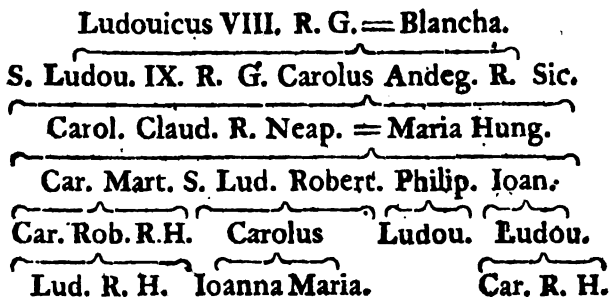 Ludouicus VIII. R. G.=Blancha.
S. Ludou. IX. R. G. Carolus Andeg. R. Sic.
Carol. Claud. R. Neap. = Maria Hung.
Car. Mart. S. Lud. Robert. Philip. Ioan.
Car. Rob. R.H. Carolus Ludou. Ludou.
Lud. R. H. Ioanna Maria. Car. R. H.